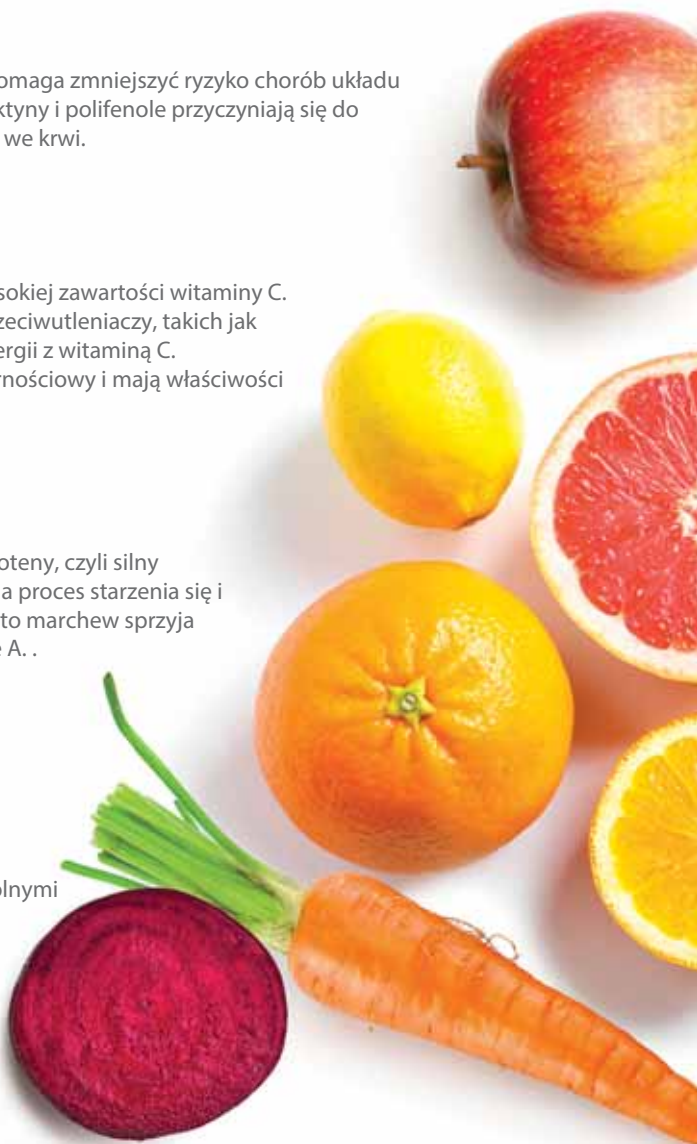 omaga zmniejszyć ryzyko chorób układu
ktyny i polifenole przyczyniają się do
we krwi.
sokiej zawartości witaminy C.
zeciwutleniaczy, takich jak
ergii z witaminą C.
rnościowy i mają właściwości
oteny, czyli silny
a proces starzenia się i
to marchew sprzyja
e A. .
olnymi